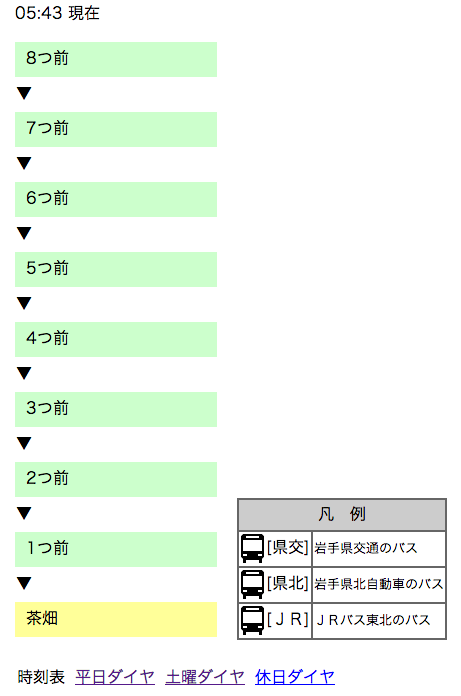 05:43 現在
8つ前
▼
7つ前
▼
6つ前
▼
5つ前
▼
4つ前
▼
3つ前
▼
2つ前
▼
1つ前
▼
茶畑
凡　例
[県交] 岩手県交通のバス
[県北] 岩手県北自動車のバス
[ＪＲ] ＪＲバス東北のバス
時刻表 平日ダイヤ 土曜ダイヤ 休日ダイヤ